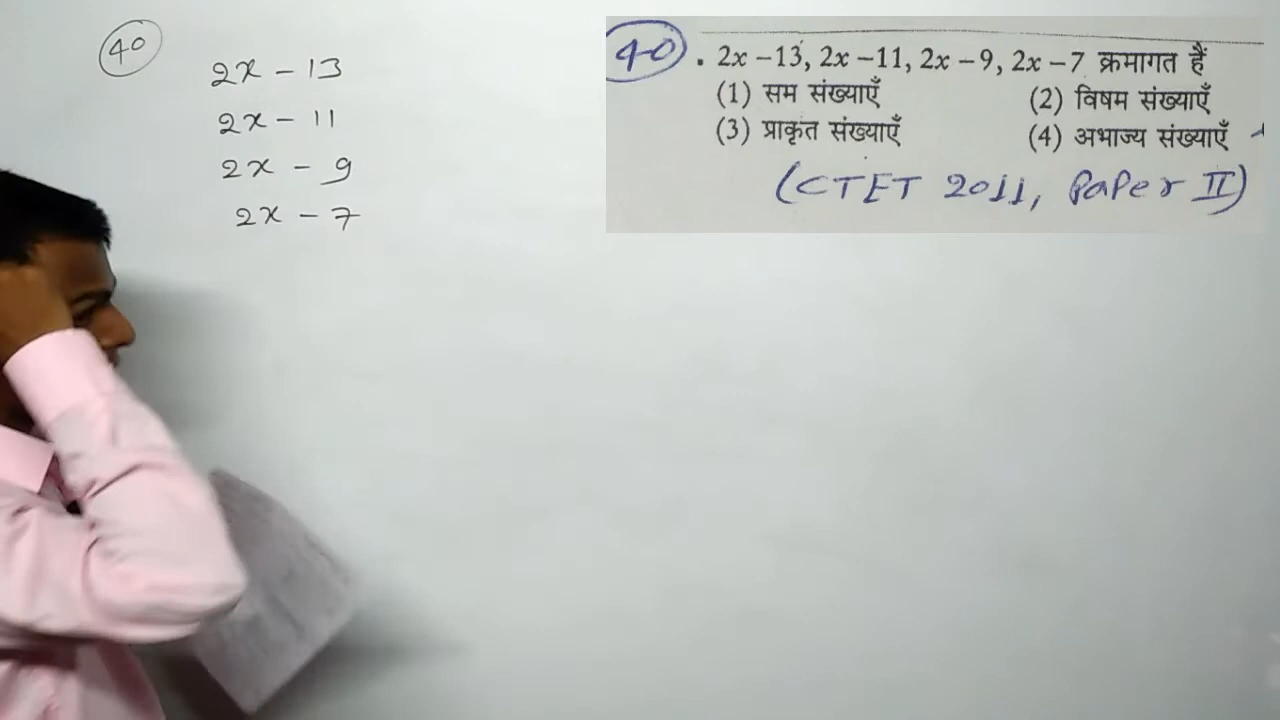 40
2x - 13
2x - 11
2x - 9
2x - 7
40 . 2x – 13, 2x – 11, 2x – 9, 2x – 7 क्रमागत हैं
(1) सम संख्याएँ (2) विषम संख्याएँ
(3) प्राकृत संख्याएँ (4) अभाज्य संख्याएँ
(CTET 2011, Paper II)